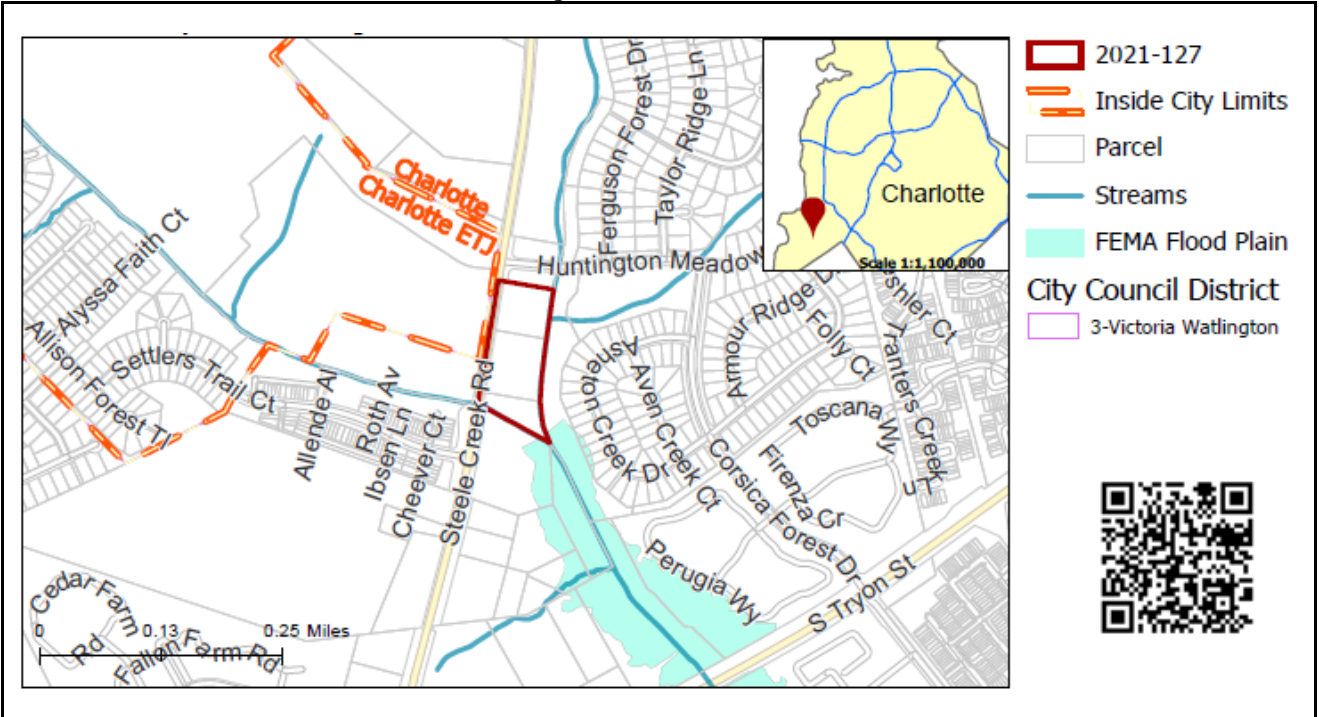 Ferguson Forest Dr
Taylor Ridge Ln
Charlotte
Charlotte ETJ
Huntington Meadow
Alyssa Faith Ct
Allison Forest Tl
Settlers Trail Ct
Allende Al
Roth Av
Ibsen Ln
Cheever Ct
Steele Creek Rd
Asheton Creek Dr
Aven Creek Ct
Armour Ridge D
Folly Ct
eshler Ct
Tranters Creek Ln
Toscana Wy
Firenza Cr
Corsica Forest Dr
Perugia Wy
S Tryon St
Cedar Farm Rd
Fallon Farm Rd
0 0.13 0.25 Miles
Charlotte
Scale 1:1,100,000
2021-127
Inside City Limits
Parcel
Streams
FEMA Flood Plain
City Council District
3-Victoria Watlington